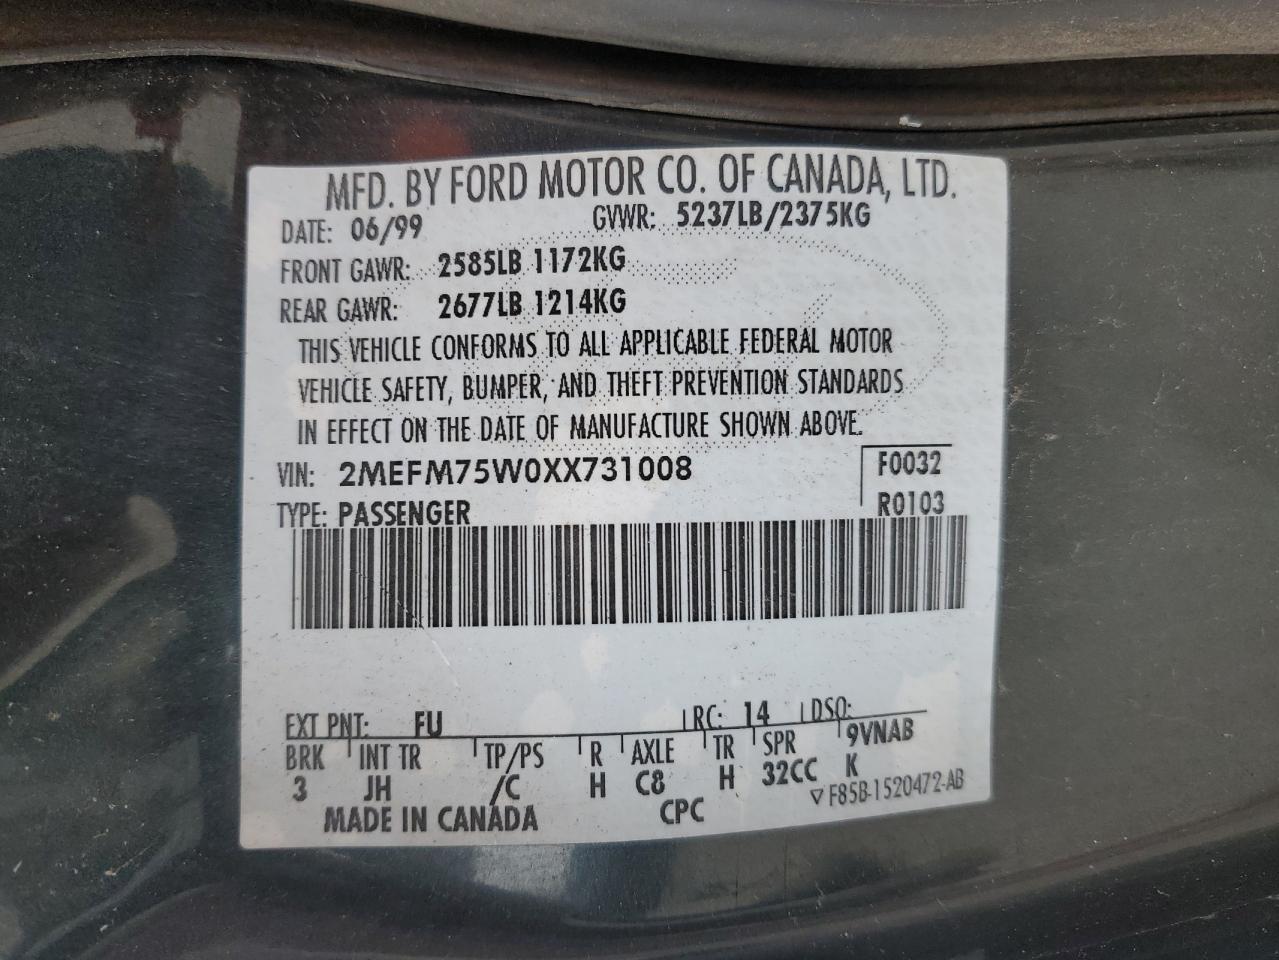 MFD. BY FORD MOTOR CO. OF CANADA, LTD.
DATE: 06/99 GVWR: 5237LB/2375KG
FRONT GAWR: 2585LB 1172KG
REAR GAWR: 2677LB 1214KG
THIS VEHICLE CONFORMS TO ALL APPLICABLE FEDERAL MOTOR
VEHICLE SAFETY, BUMPER, AND THEFT PREVENTION STANDARDS
IN EFFECT ON THE DATE OF MANUFACTURE SHOWN ABOVE.
VIN: 2MEFM75W0XX731008 F0032
TYPE: PASSENGER R0103
EXT PNT: FU RC: 14 DSO:
BRK INT TR TP/PS R AXLE TR SPR 9VNAB
3 JH /C H C8 H 32CC K
MADE IN CANADA CPC ▽F85B-1520472-AB